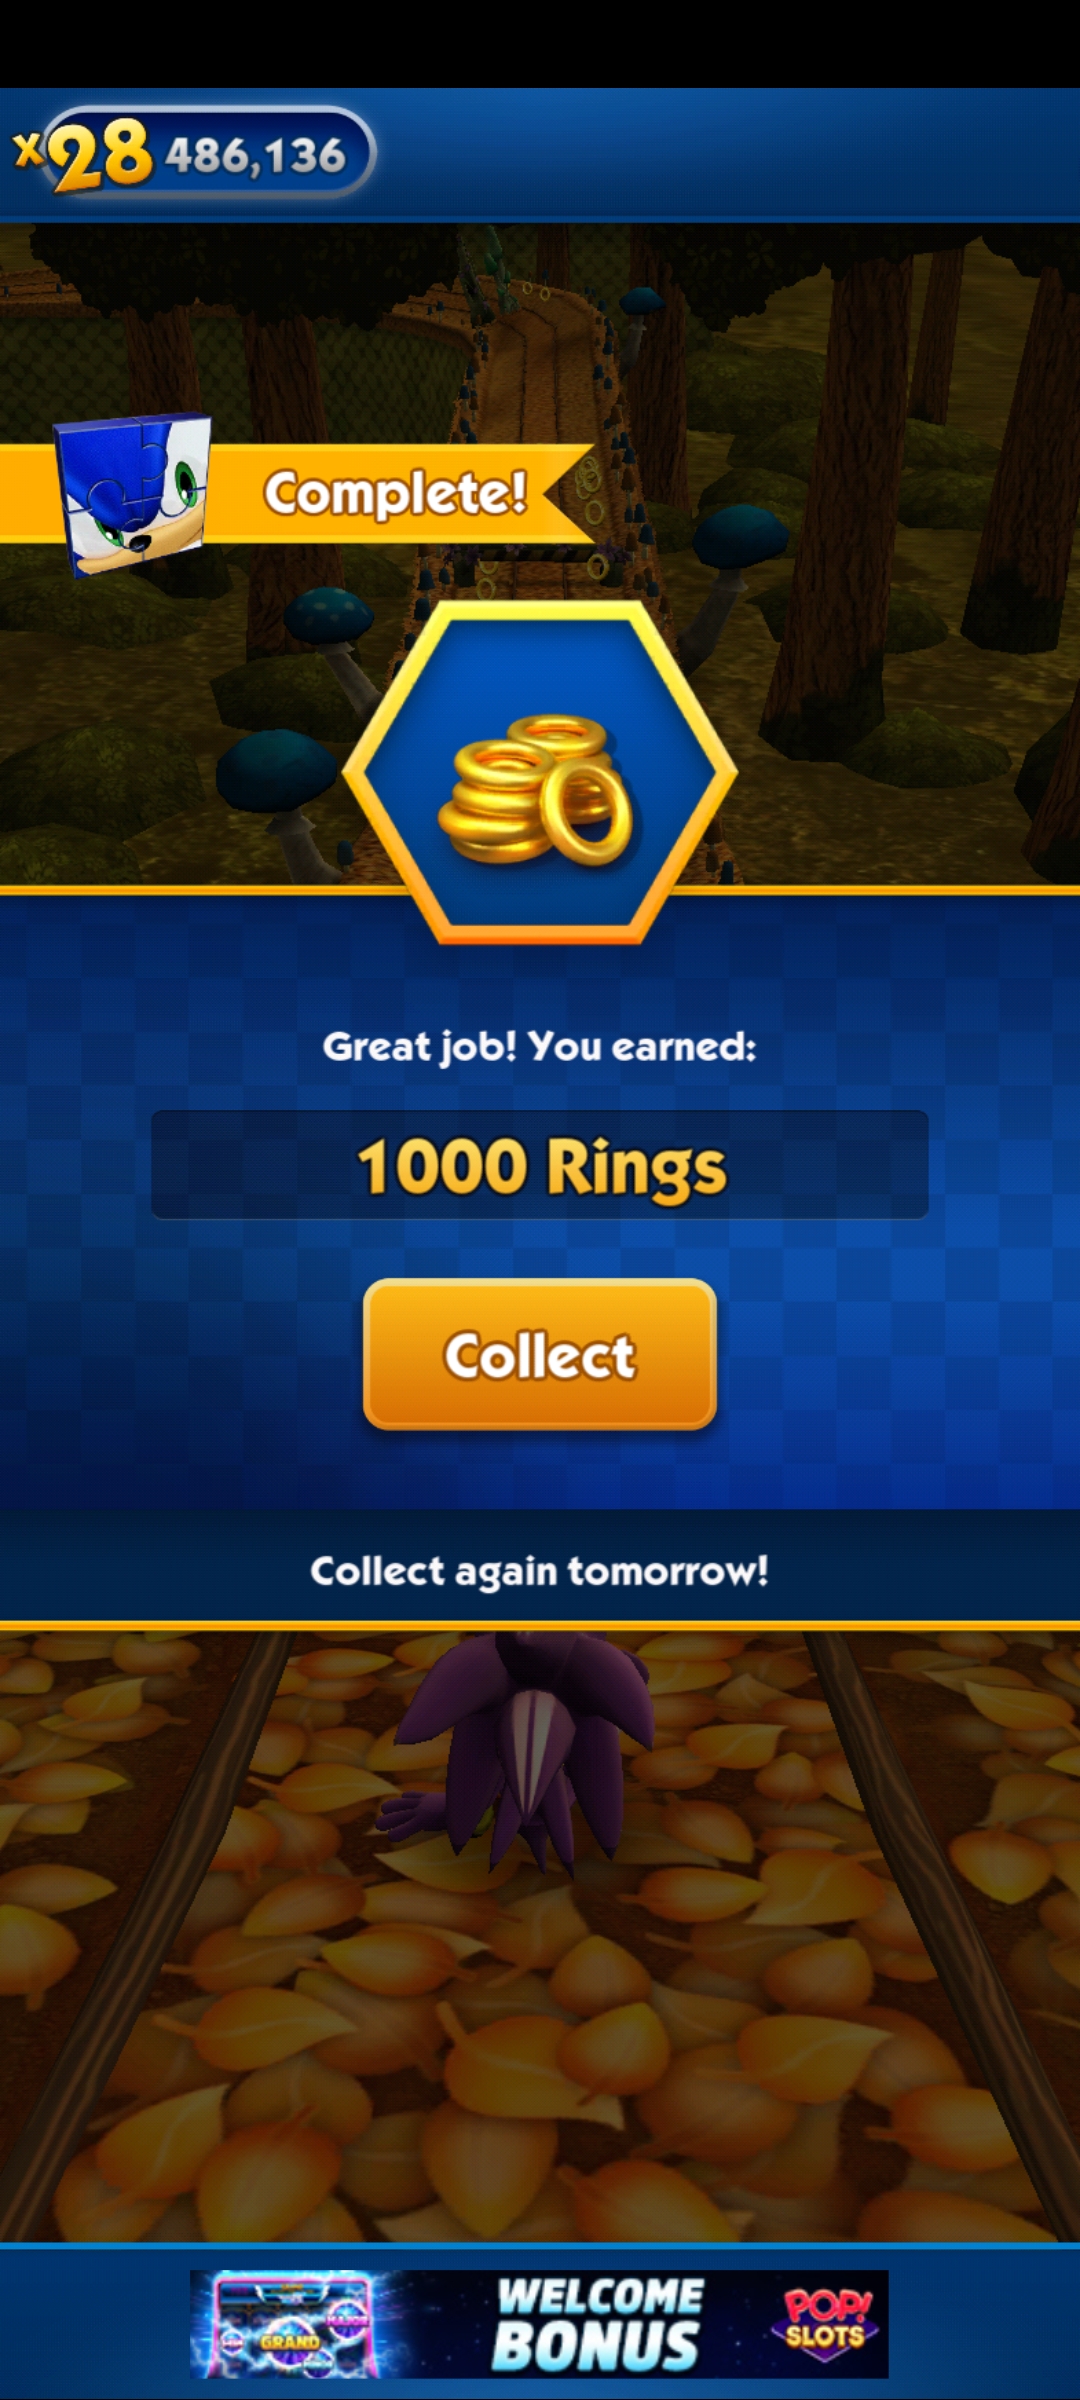 x28 486,136
Complete!
Great job! You earned:
1000 Rings
Collect
Collect again tomorrow!
GRAND
MAJOR
WELCOME
BONUS
POP!
SLOTS